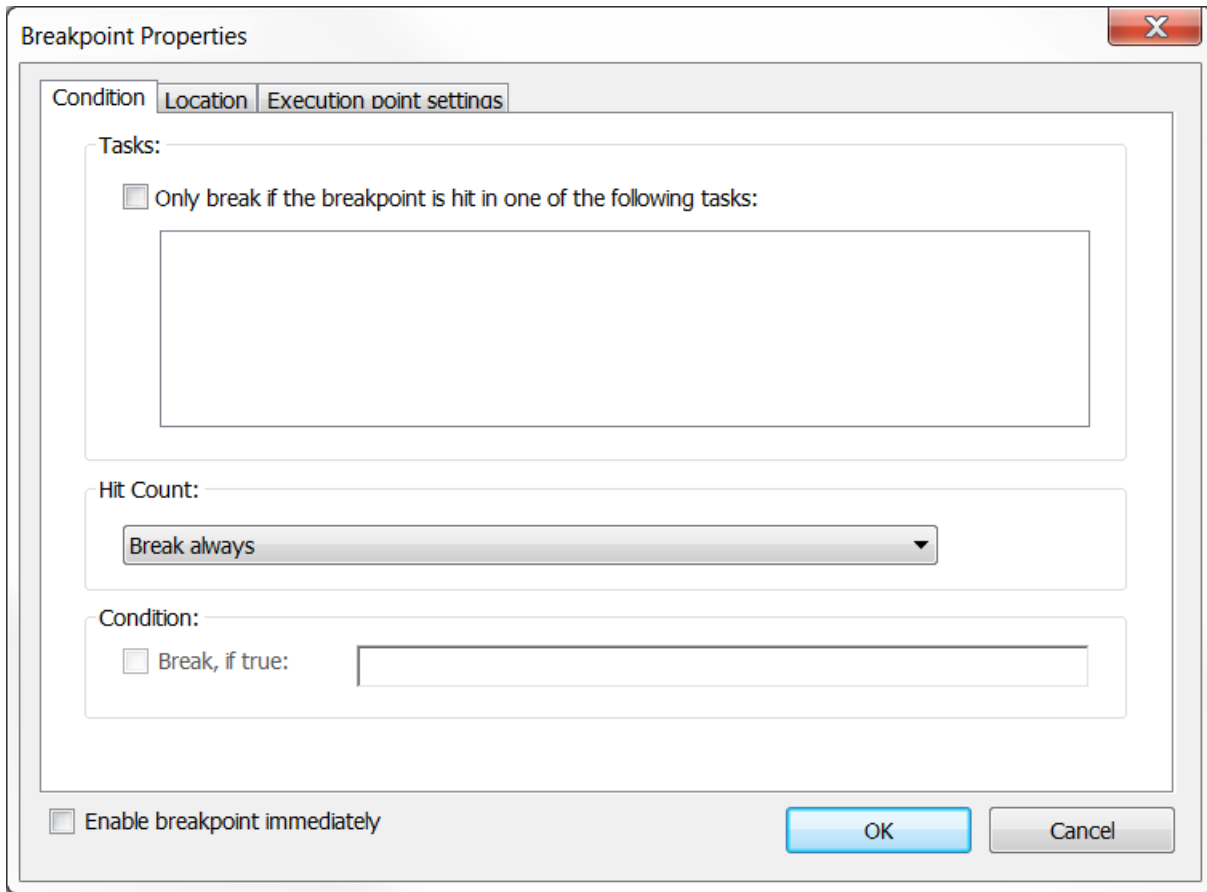 Breakpoint Properties
Condition Location Execution point settings
Tasks:
Only break if the breakpoint is hit in one of the following tasks:
Hit Count:
Break always
Condition:
Break, if true:
Enable breakpoint immediately OK Cancel